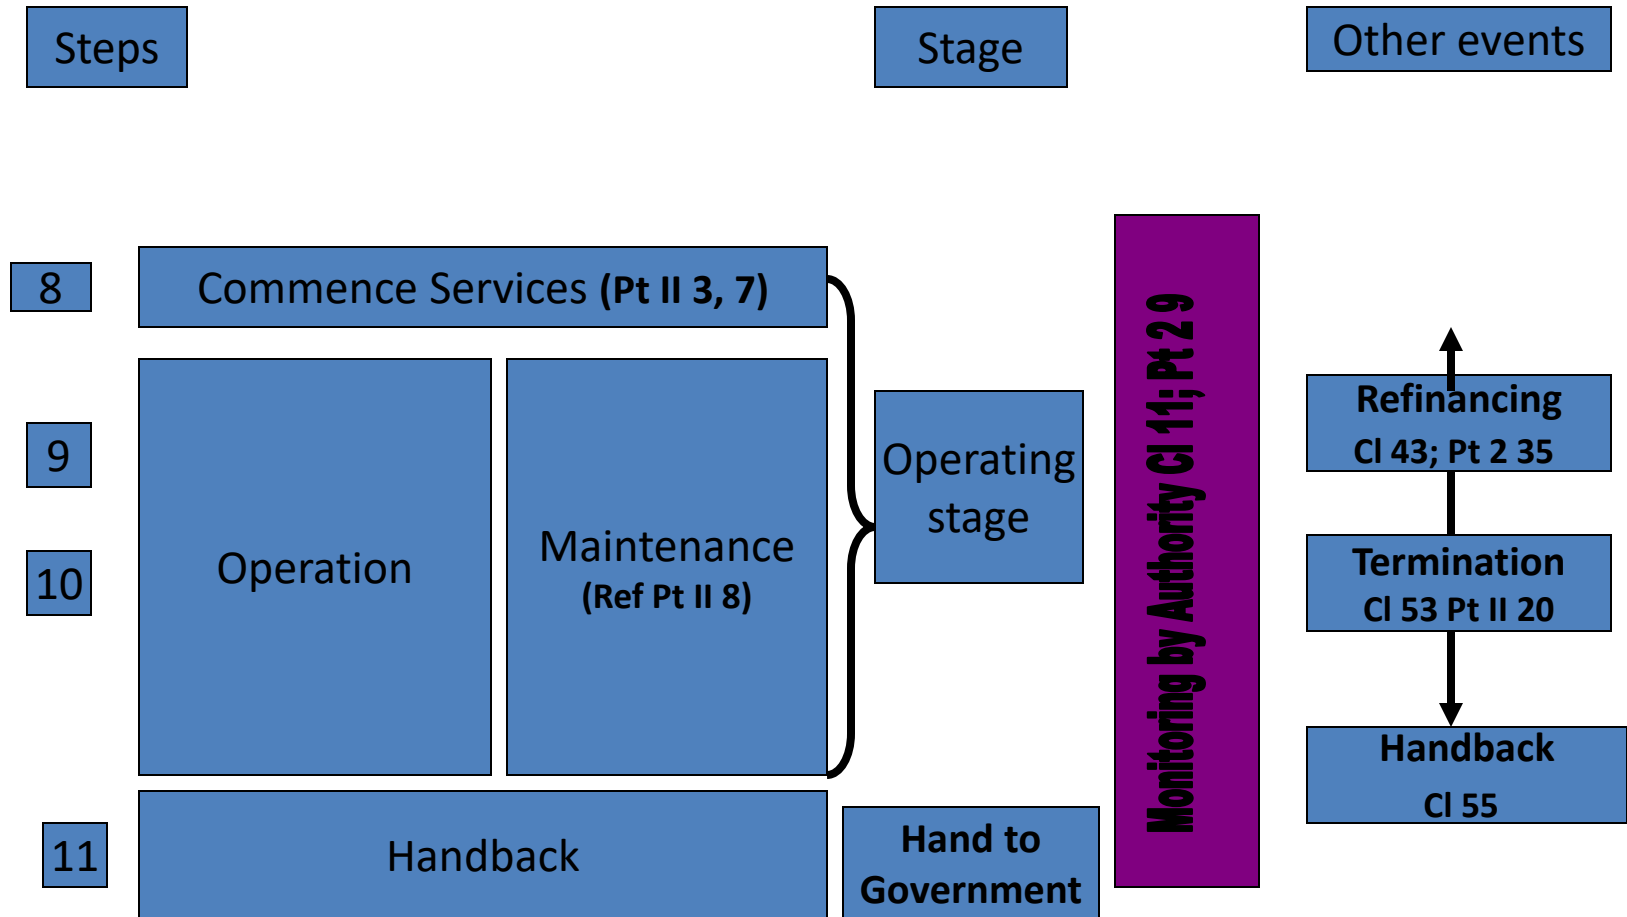 Steps
Stage
Other events
8
Commence Services (Pt II 3, 7)
9
10
Operation
Maintenance
(Ref Pt II 8)
Operating
stage
Monitoring by Authority Cl 11; Pt 2 9
Refinancing
Cl 43; Pt 2 35
Termination
Cl 53 Pt II 20
Handback
Cl 55
11
Handback
Hand to
Government